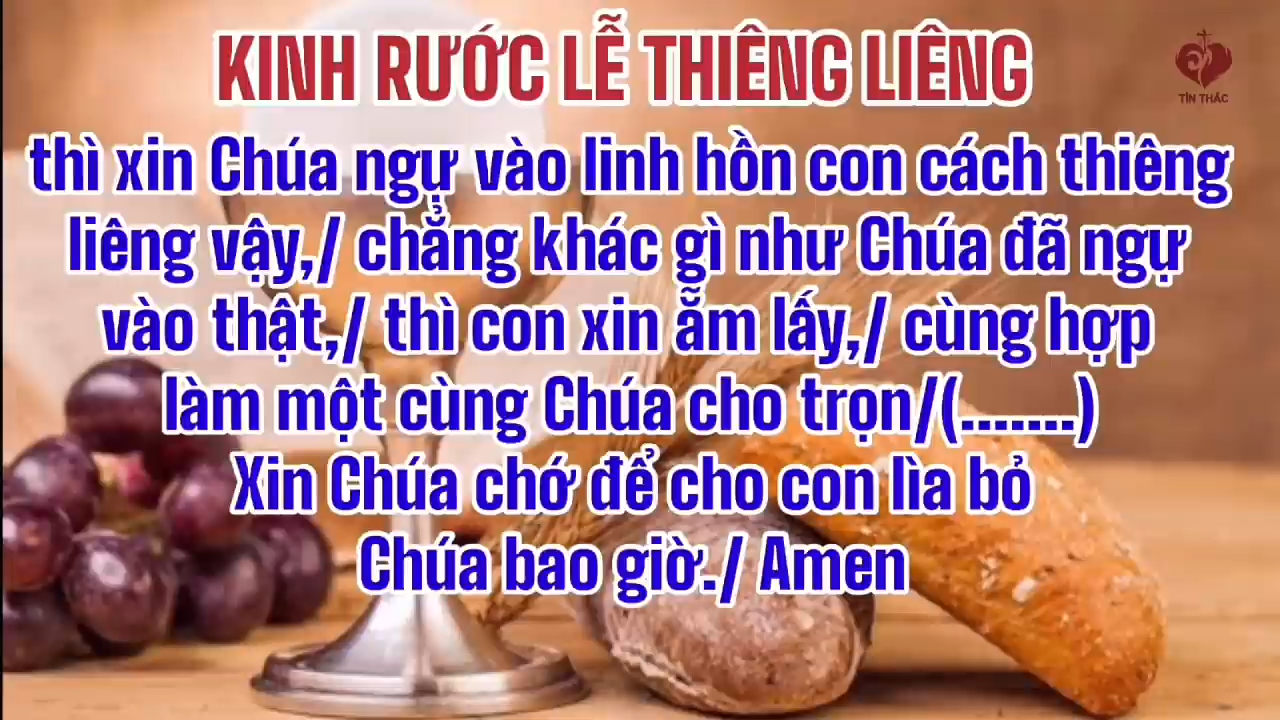 KINH RƯỚC LỄ THIÊNG LIÊNG
TÍN THÁC
thì xin Chúa ngự vào linh hồn con cách thiêng
liêng vậy,/ chẳng khác gì như Chúa đã ngự
vào thật,/ thì con xin ẵm lấy,/ cùng hợp
làm một cùng Chúa cho trọn/(.......)
Xin Chúa chớ để cho con lìa bỏ
Chúa bao giờ./ Amen